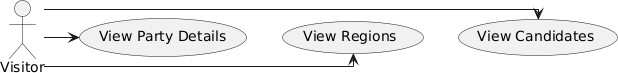 View Party Details
View Regions
View Candidates
Visitor